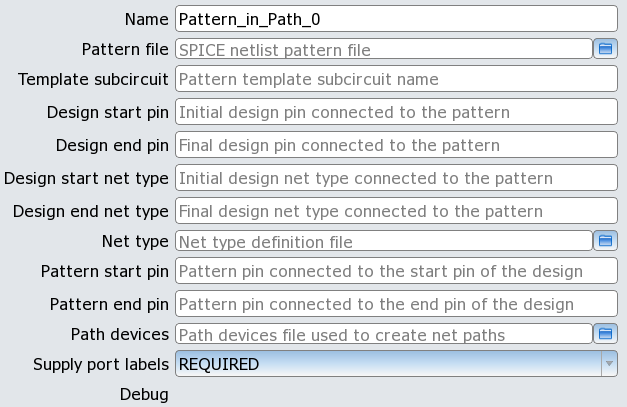 Name Pattern_in_Path_0
Pattern file SPICE netlist pattern file
Template subcircuit Pattern template subcircuit name
Design start pin Initial design pin connected to the pattern
Design end pin Final design pin connected to the pattern
Design start net type Initial design net type connected to the pattern
Design end net type Final design net type connected to the pattern
Net type Net type definition file
Pattern start pin Pattern pin connected to the start pin of the design
Pattern end pin Pattern pin connected to the end pin of the design
Path devices Path devices file used to create net paths
Supply port labels REQUIRED
Debug